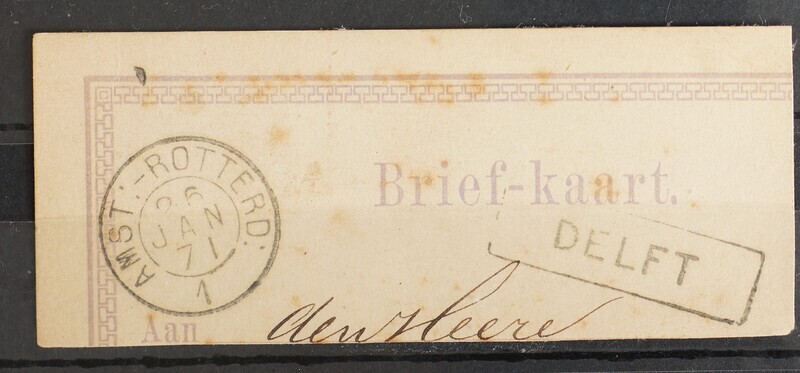 AMST:-ROTTERD:
26
JAN
71
1
Brief-kaart.
DELFT
Aan
den Heere